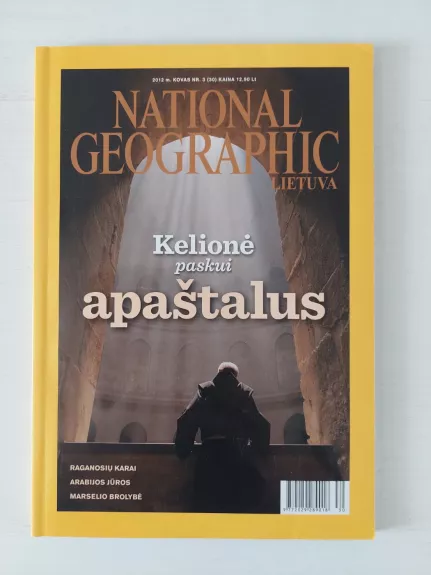 2012 m. KOVAS NR. 3 (30) KAINA 12,90 Lt
NATIONAL
GEOGRAPHIC
LIETUVA
Kelionė
paskui
apaštalus
RAGANOSIŲ KARAI
ARABIJOS JŪROS
MARSELIO BROLYBĖ